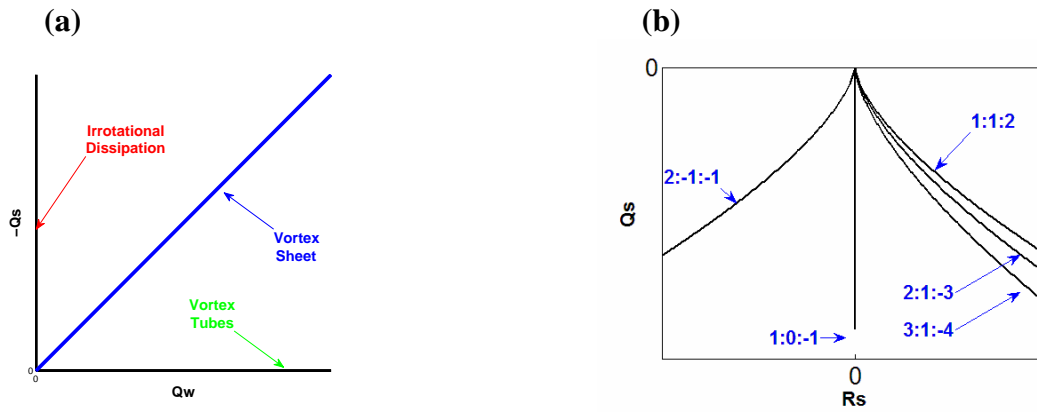 (a)
Irrotational
Dissipation
−Qs
Vortex
Sheet
Vortex
Tubes
0
0
Qw
(b)
0
1:1:2
2:-1:-1
Qs
2:1:-3
3:1:-4
1:0:-1
0
Rs